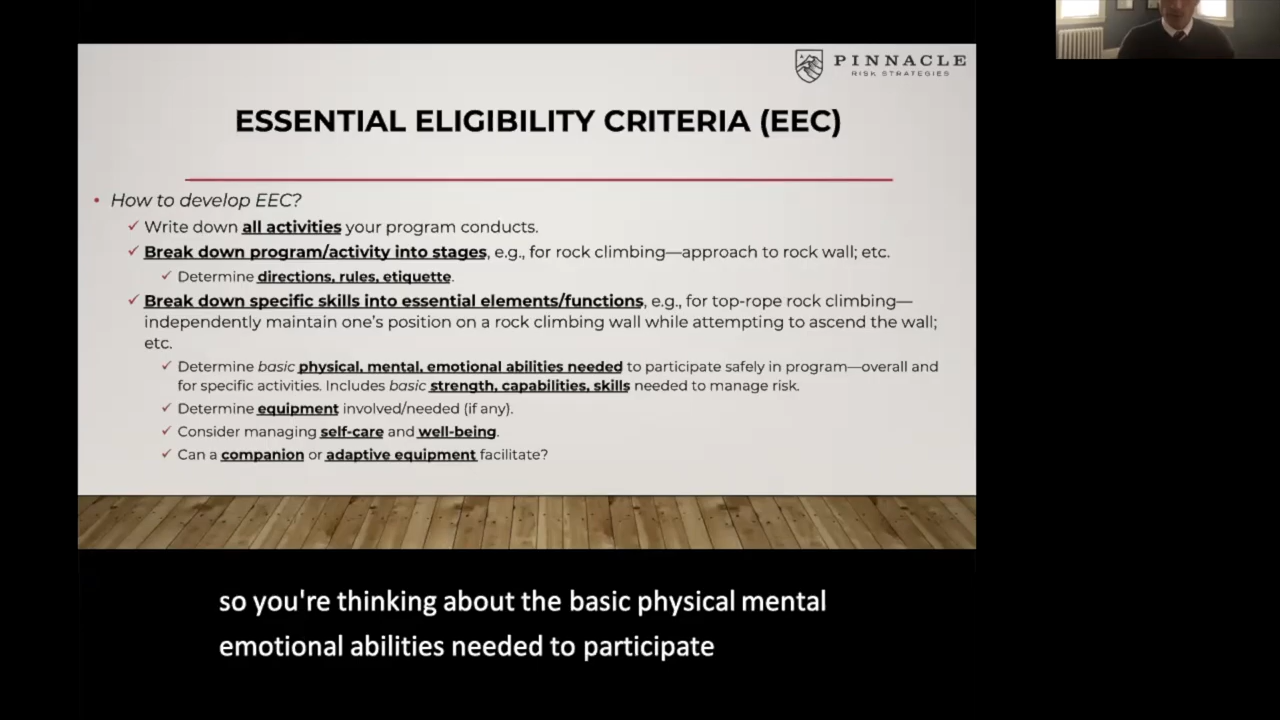 PINNACLE
RISK STRATEGIES
ESSENTIAL ELIGIBILITY CRITERIA (EEC)
• How to develop EEC?
✓ Write down all activities your program conducts.
✓ Break down program/activity into stages, e.g., for rock climbing—approach to rock wall; etc.
✓ Determine directions, rules, etiquette.
✓ Break down specific skills into essential elements/functions, e.g., for top-rope rock climbing—
independently maintain one's position on a rock climbing wall while attempting to ascend the wall;
etc.
✓ Determine basic physical, mental, emotional abilities needed to participate safely in program—overall and
for specific activities. Includes basic strength, capabilities, skills needed to manage risk.
✓ Determine equipment involved/needed (if any).
✓ Consider managing self-care and well-being.
✓ Can a companion or adaptive equipment facilitate?
so you're thinking about the basic physical mental
emotional abilities needed to participate